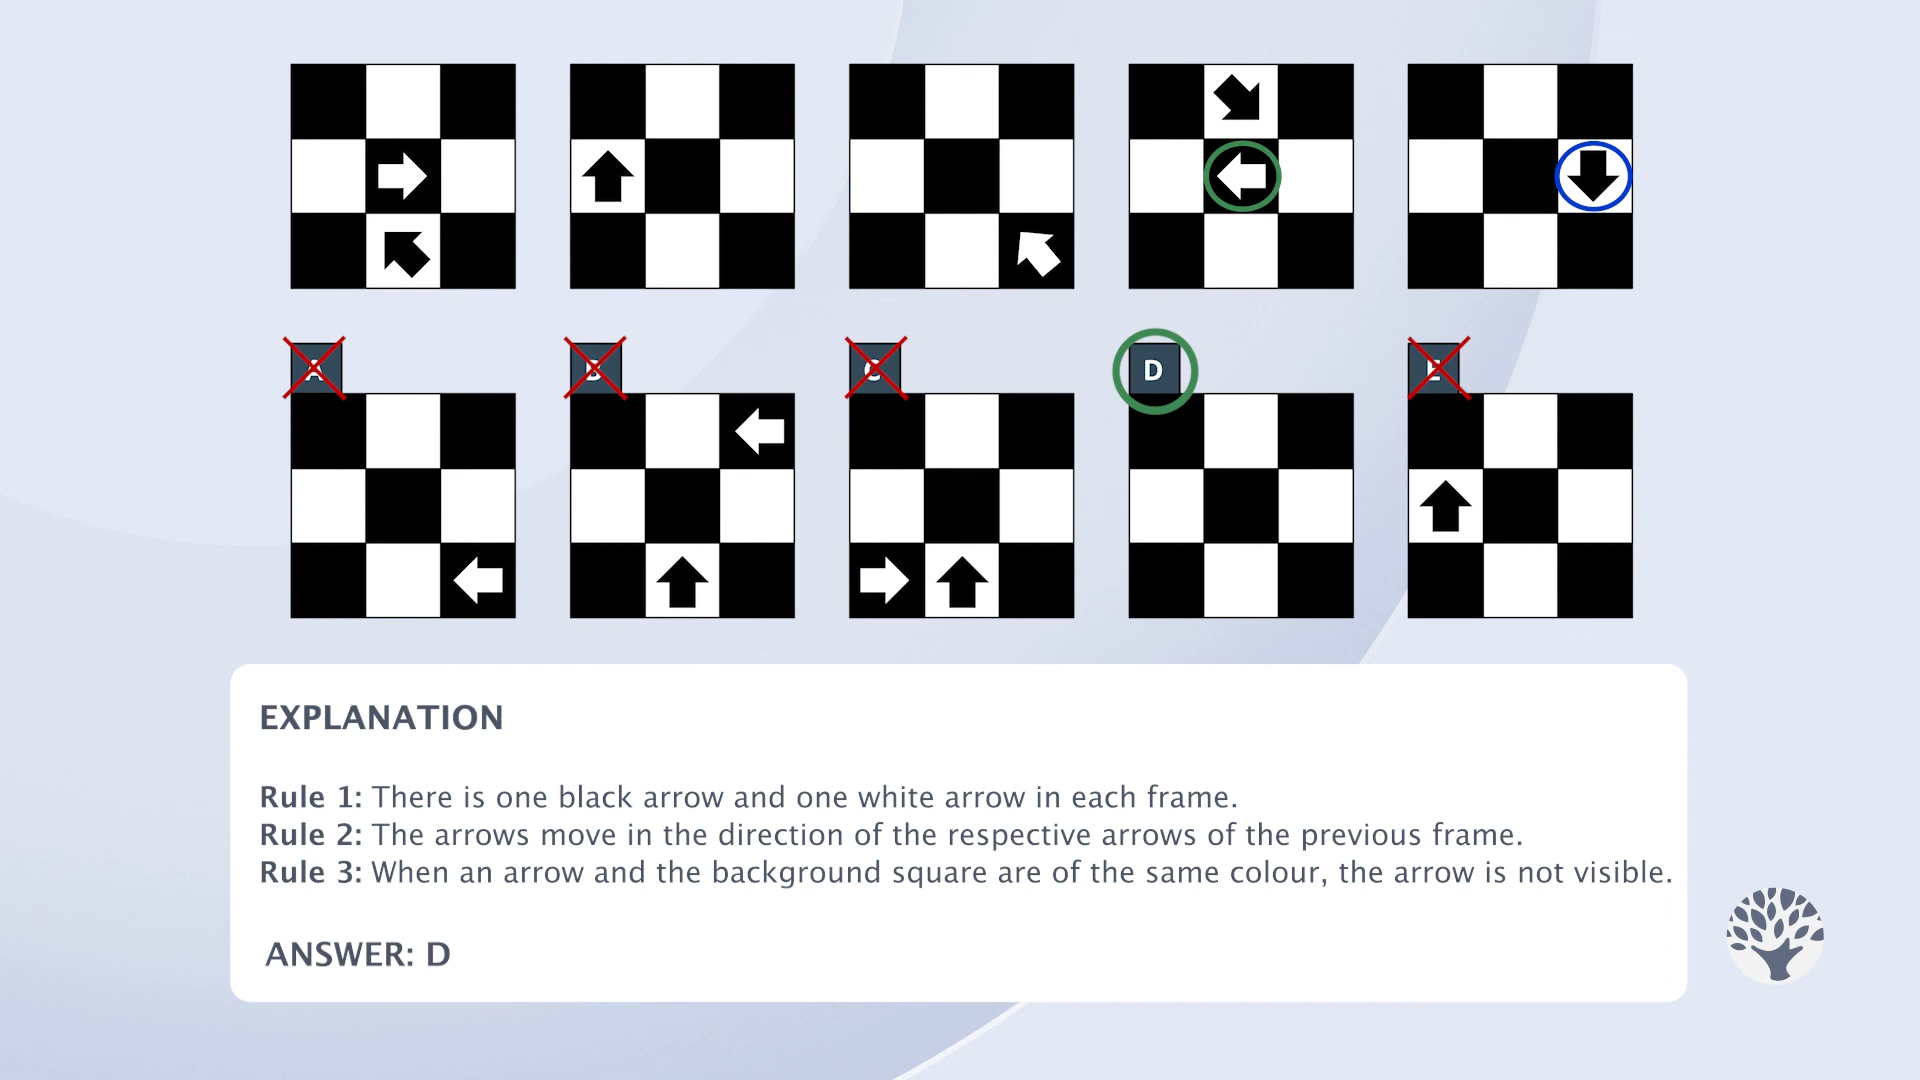 A B C D E
EXPLANATION
Rule 1: There is one black arrow and one white arrow in each frame.
Rule 2: The arrows move in the direction of the respective arrows of the previous frame.
Rule 3: When an arrow and the background square are of the same colour, the arrow is not visible.
ANSWER: D